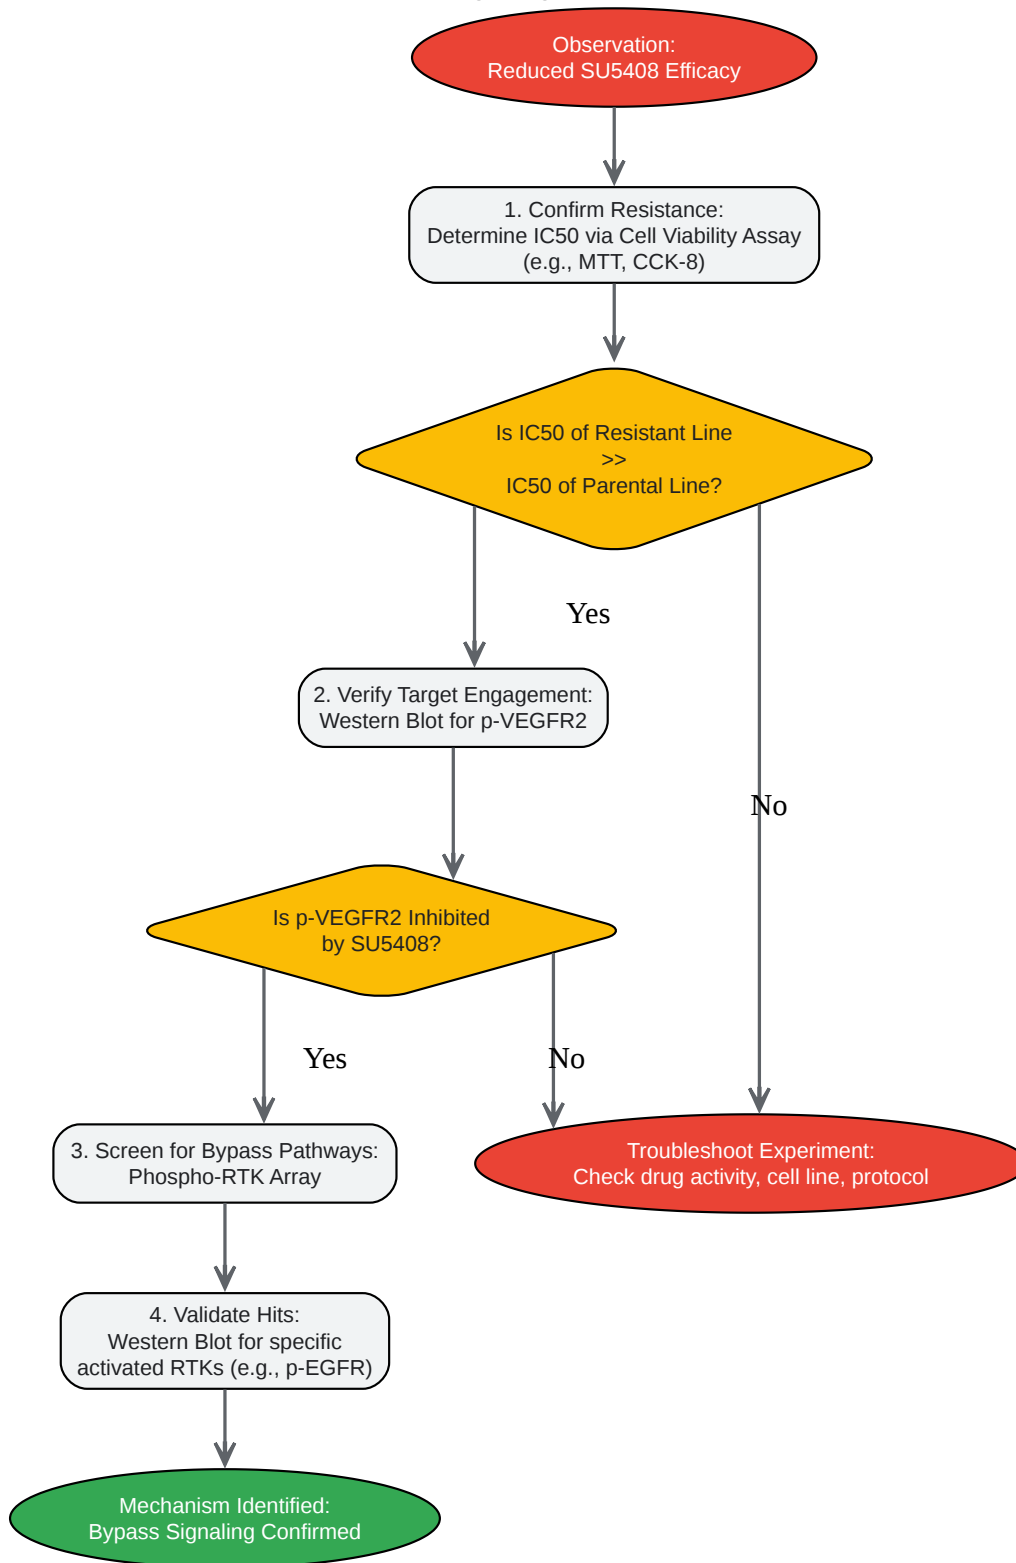 Observation:
Reduced SU5408 Efficacy
1. Confirm Resistance:
Determine IC50 via Cell Viability Assay
(e.g., MTT, CCK-8)
Is IC50 of Resistant Line
>>
IC50 of Parental Line?
Yes
2. Verify Target Engagement:
Western Blot for p-VEGFR2
No
Is p-VEGFR2 Inhibited
by SU5408?
Yes
No
3. Screen for Bypass Pathways:
Phospho-RTK Array
Troubleshoot Experiment:
Check drug activity, cell line, protocol
4. Validate Hits:
Western Blot for specific
activated RTKs (e.g., p-EGFR)
Mechanism Identified:
Bypass Signaling Confirmed